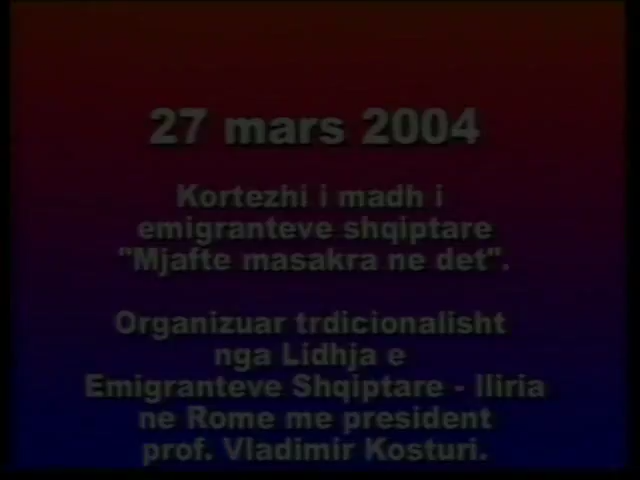 27 mars 2004
Kortezhi i madh i
emigranteve shqiptare
"Mjafte masakra ne det".
Organizuar trdicionalisht
nga Lidhja e
Emigranteve Shqiptare - Iliria
ne Rome me president
prof. Vladimir Kosturi.